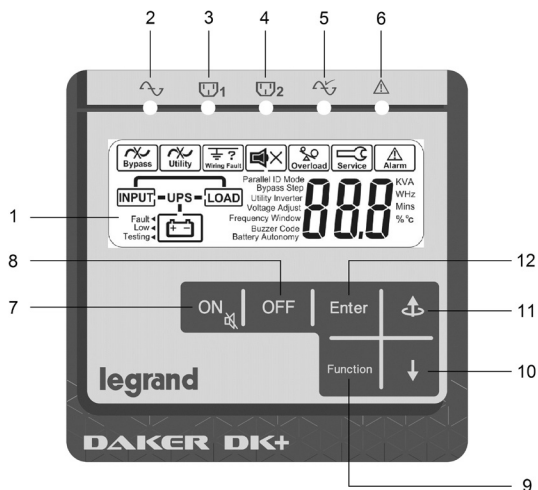 2 3 4 5 6
1 2
Bypass Utility Wiring Fault Overload Service Alarm
?
Parallel ID Mode
Bypass Step
Utility Inverter
Voltage Adjust
Frequency Window
Buzzer Code
Battery Autonomy
88.8
KVA
WHz
Mins
%°C
INPUT UPS LOAD
Fault
Low
Testing
1
8
12
7
ON OFF Enter
11
Function
10
legrand
DAKER DK+
9